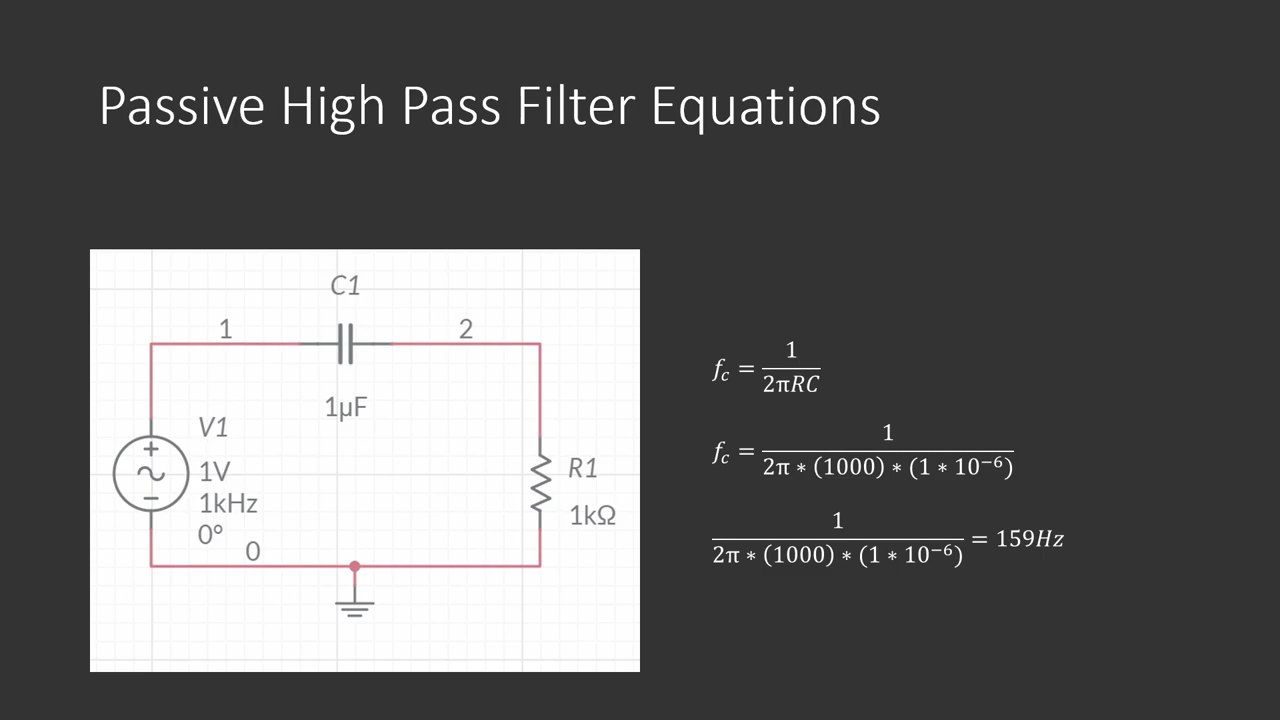 Passive High Pass Filter Equations
C1
1 2
1µF
V1
1V
1kHz
0°
0
R1
1kΩ
f_c = 1/(2πRC)
f_c = 1/(2π ∗ (1000) ∗ (1 ∗ 10⁻⁶))
1/(2π ∗ (1000) ∗ (1 ∗ 10⁻⁶)) = 159Hz